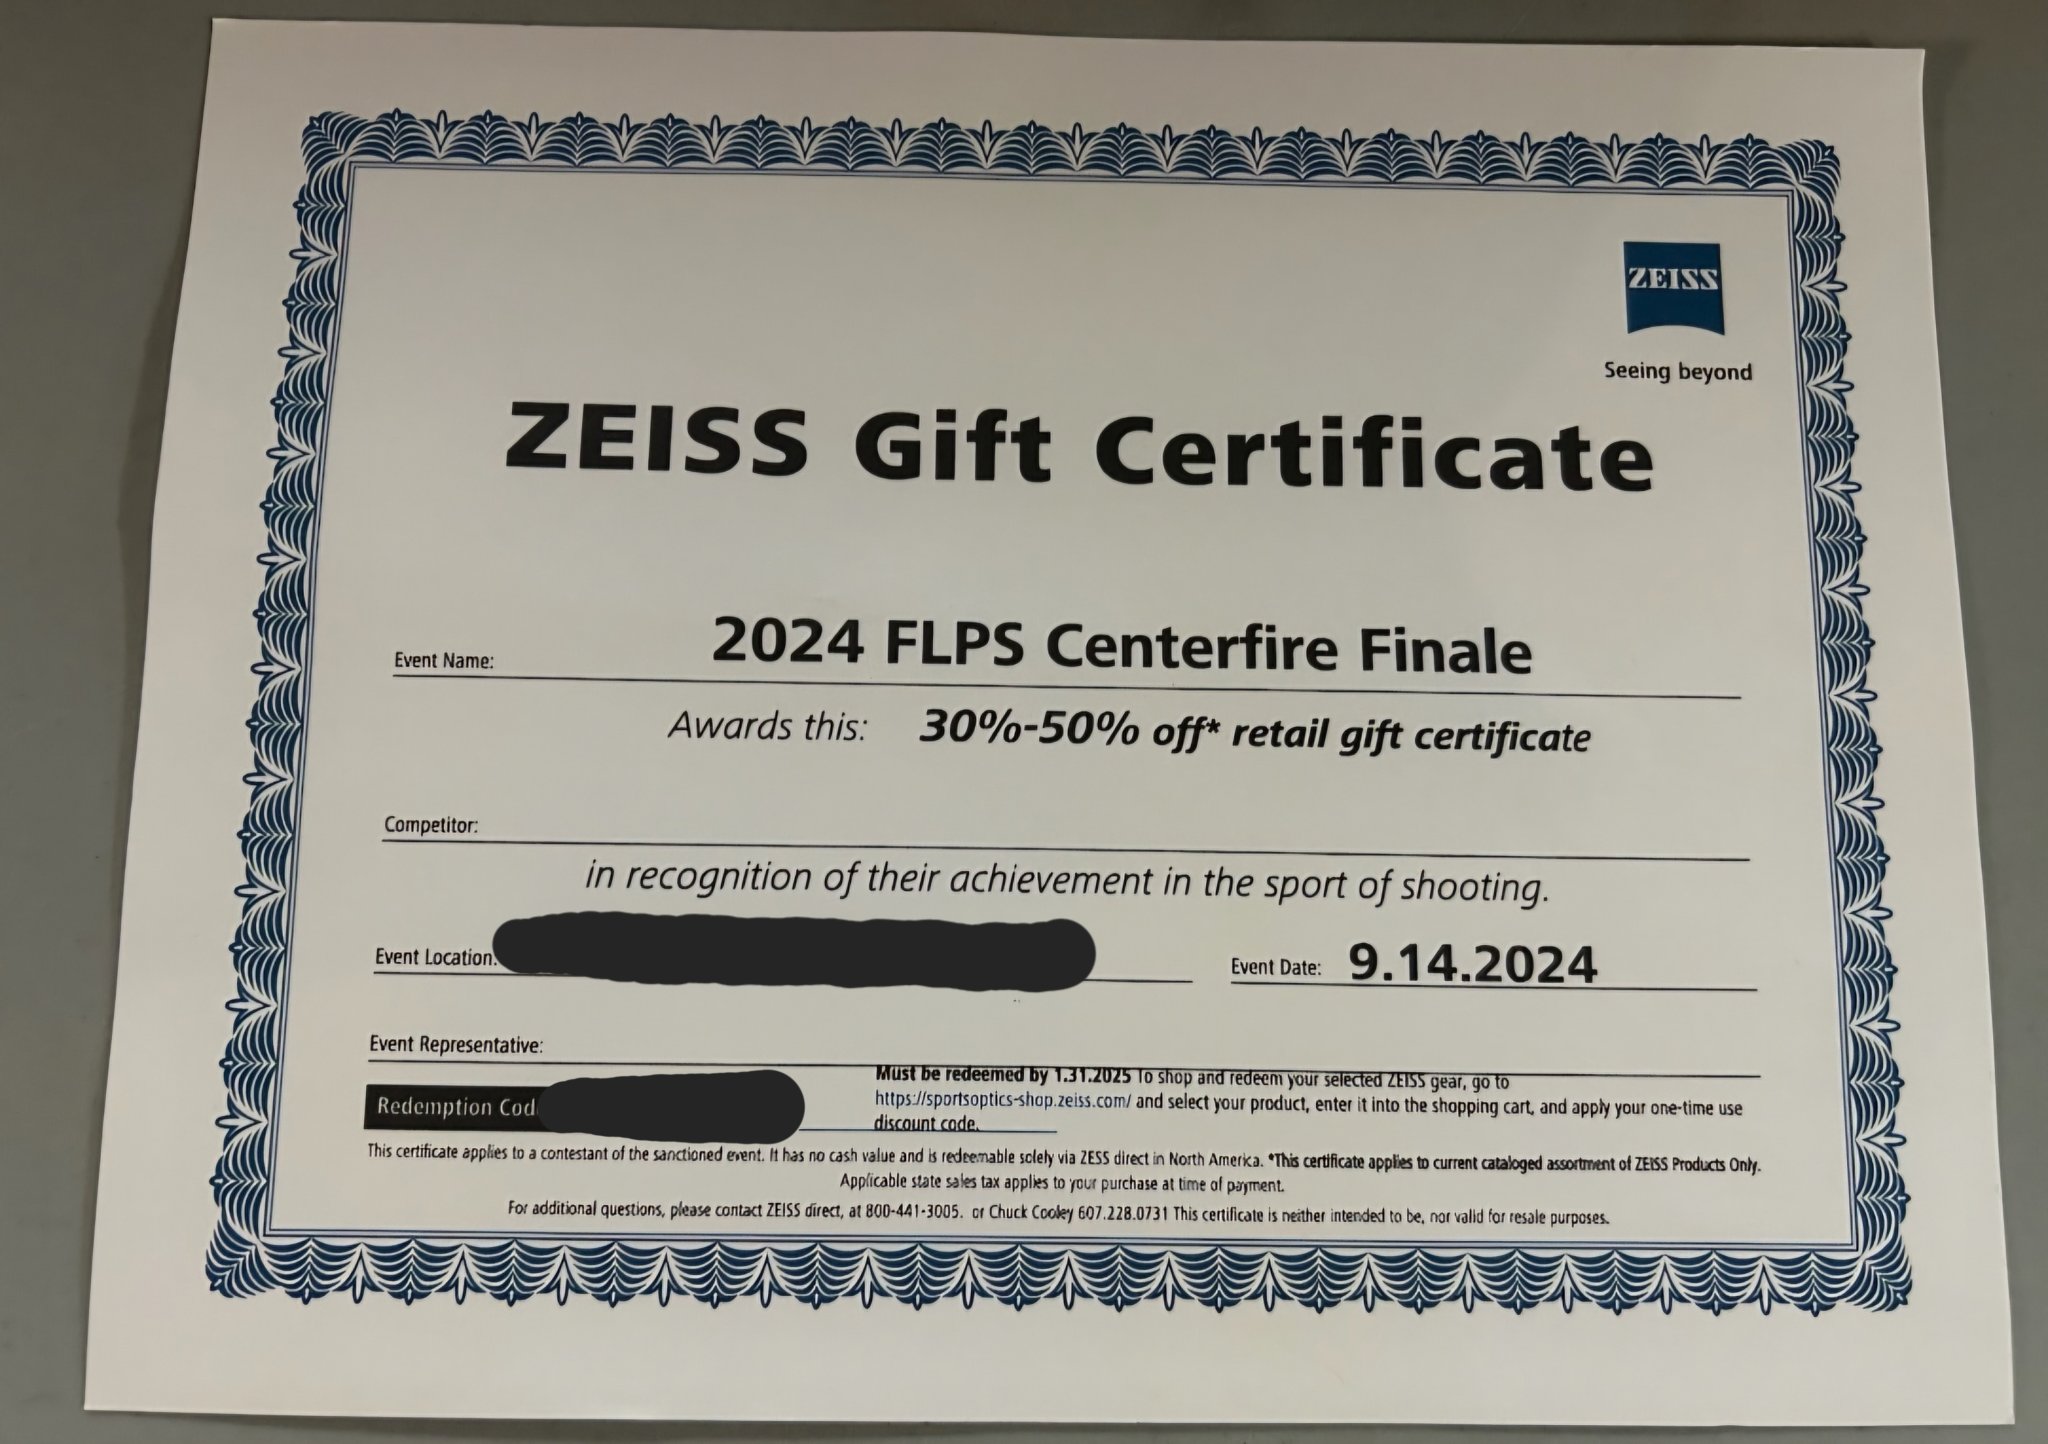 ZEISS
Seeing beyond
ZEISS Gift Certificate
Event Name: 2024 FLPS Centerfire Finale
Awards this: 30%-50% off* retail gift certificate
Competitor:
in recognition of their achievement in the sport of shooting.
Event Location: Event Date: 9.14.2024
Event Representative:
Must be redeemed by 1.31.2025 To shop and redeem your selected ZEISS gear, go to
Redemption Cod https://sportsoptics-shop.zeiss.com/ and select your product, enter it into the shopping cart, and apply your one-time use
discount code.
This certificate applies to a contestant of the sanctioned event. It has no cash value and is redeemable solely via ZESS direct in North America. *This certificate applies to current cataloged assortment of ZEISS Products Only.
Applicable state sales tax applies to your purchase at time of payment.
For additional questions, please contact ZEISS direct, at 800-441-3005. or Chuck Cooley 607.228.0731 This certificate is neither intended to be, nor valid for resale purposes.